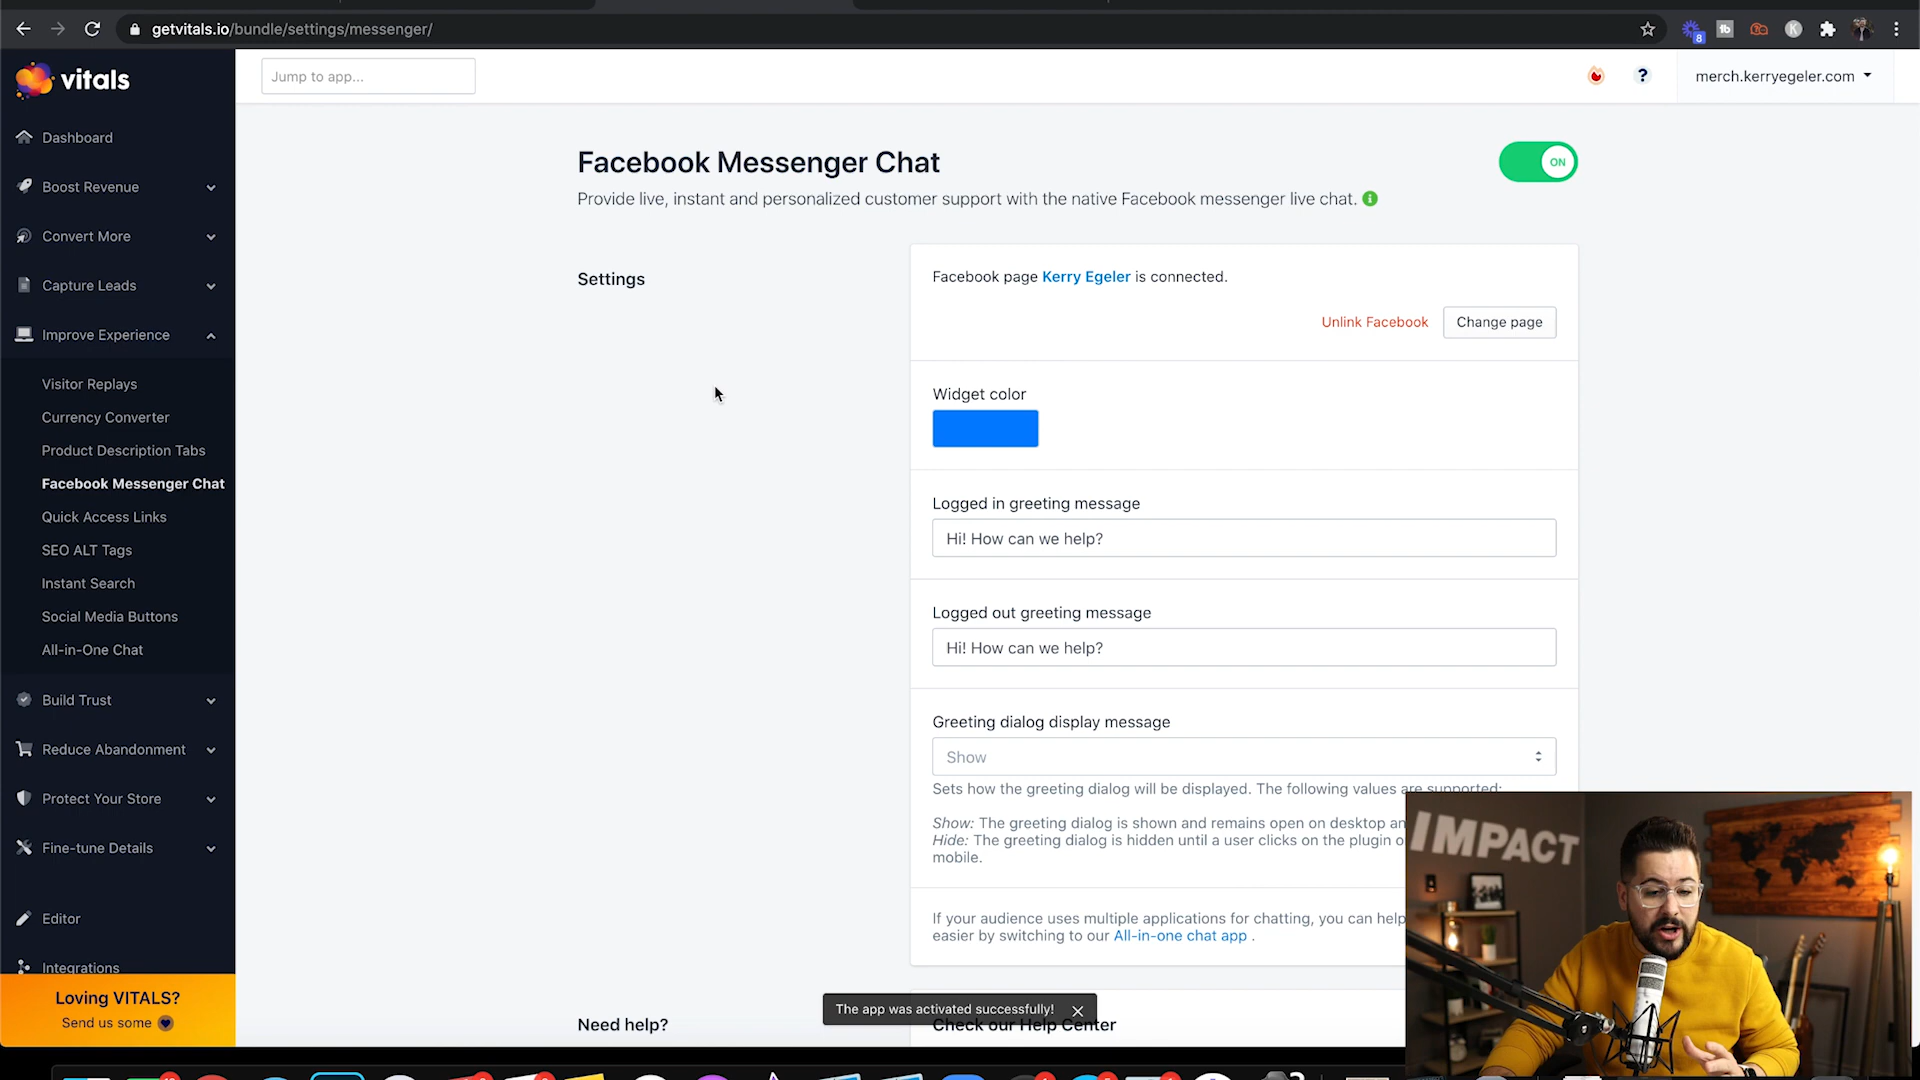 getvitals.io/bundle/settings/messenger/
8
K
vitals
Jump to app...
?
merch.kerryegeler.com
Dashboard
Boost Revenue
Convert More
Capture Leads
Improve Experience
Visitor Replays
Currency Converter
Product Description Tabs
Facebook Messenger Chat
Quick Access Links
SEO ALT Tags
Instant Search
Social Media Buttons
All-in-One Chat
Build Trust
Reduce Abandonment
Protect Your Store
Fine-tune Details
Editor
Integrations
Loving VITALS?
Send us some
Facebook Messenger Chat
ON
Provide live, instant and personalized customer support with the native Facebook messenger live chat.
Settings
Facebook page Kerry Egeler is connected.
Unlink Facebook
Change page
Widget color
Logged in greeting message
Hi! How can we help?
Logged out greeting message
Hi! How can we help?
Greeting dialog display message
Show
Sets how the greeting dialog will be displayed. The following values are supported:
Show: The greeting dialog is shown and remains open on desktop an
Hide: The greeting dialog is hidden until a user clicks on the plugin o
mobile.
If your audience uses multiple applications for chatting, you can help
easier by switching to our All-in-one chat app .
The app was activated successfully!
Need help?
Check our Help Center
IMPACT